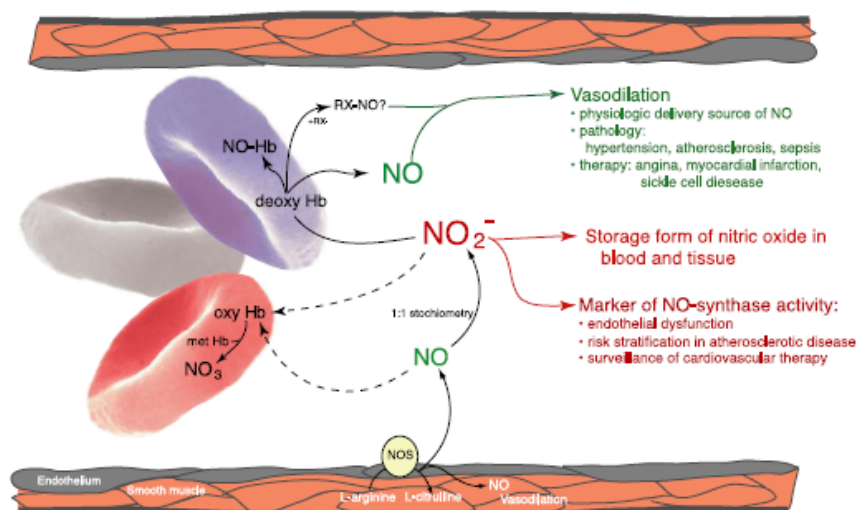 RX-NO?
+RX-
NO-Hb
deoxy Hb
NO
Vasodilation
• physiologic delivery source of NO
• pathology:
hypertension, atherosclerosis, sepsis
• therapy: angina, myocardial infarction,
sickle cell diesease
NO₂⁻
Storage form of nitric oxide in
blood and tissue
Marker of NO-synthase activity:
• endothelial dysfunction
• risk stratification in atherosclerotic disease
• surveillance of cardiovascular therapy
1:1 stochiometry
oxy Hb
met Hb
NO₃
NO
NOS
Endothelium
Smooth muscle
L-arginine
L-citrulline
NO
Vasodilation